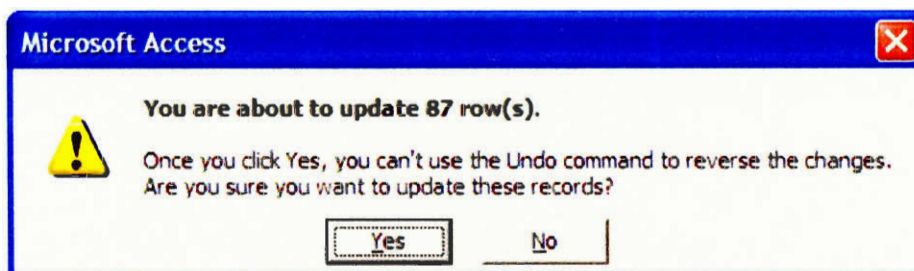 Microsoft Access
You are about to update 87 row(s).
Once you click Yes, you can't use the Undo command to reverse the changes.
Are you sure you want to update these records?
Yes No